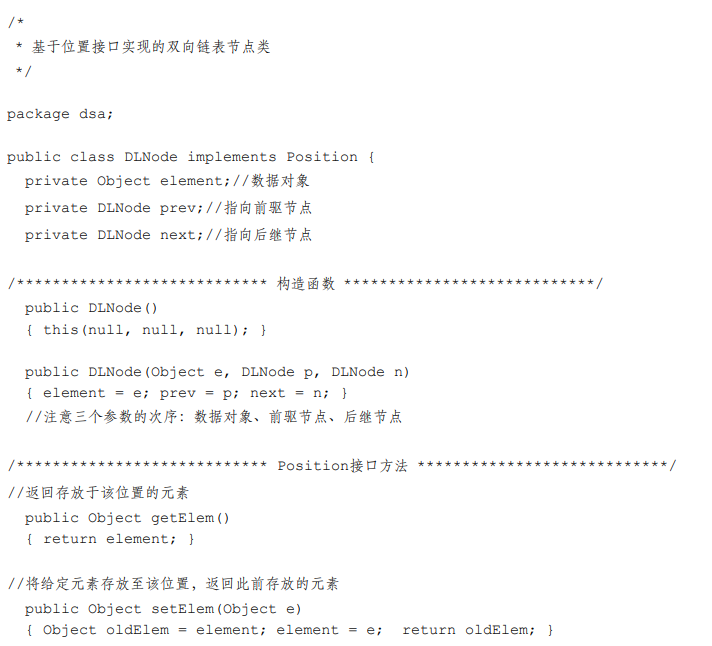 /*
 * 基于位置接口实现的双向链表节点类
 */
package dsa;
public class DLNode implements Position {
  private Object element;//数据对象
  private DLNode prev;//指向前驱节点
  private DLNode next;//指向后继节点
/**************************** 构造函数 ****************************/
  public DLNode()
  { this(null, null, null); }
  public DLNode(Object e, DLNode p, DLNode n)
  { element = e; prev = p; next = n; }
  //注意三个参数的次序：数据对象、前驱节点、后继节点
/**************************** Position接口方法 ****************************/
//返回存放于该位置的元素
  public Object getElem()
  { return element; }
//将给定元素存放至该位置，返回此前存放的元素
  public Object setElem(Object e)
  { Object oldElem = element; element = e;  return oldElem; }